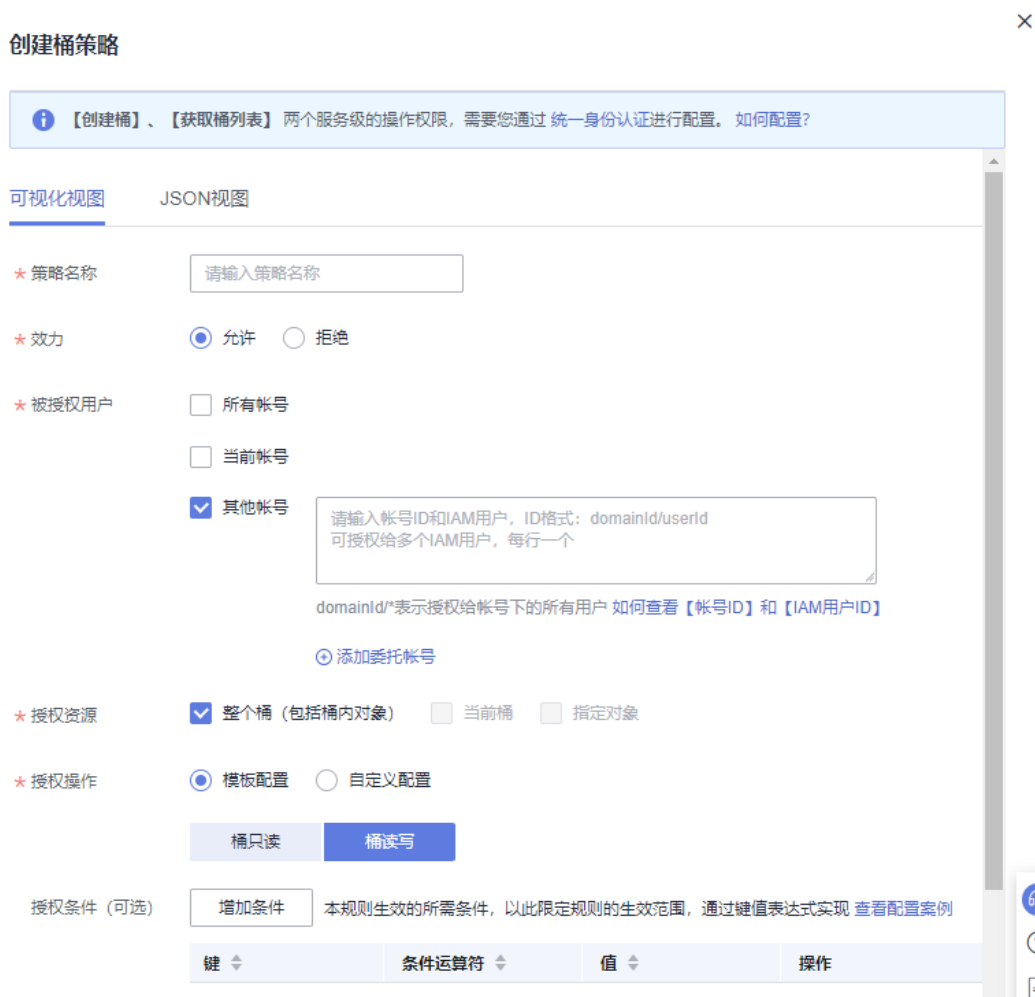 创建桶策略
【创建桶】、【获取桶列表】 两个服务级的操作权限，需要您通过 统一身份认证进行配置。 如何配置?
可视化视图 JSON视图
* 策略名称 请输入策略名称
* 效力 允许 拒绝
* 被授权用户 所有帐号
当前帐号
其他帐号 请输入帐号ID和IAM用户，ID格式：domainId/userId
可授权给多个IAM用户，每行一个
domainId/*表示授权给帐号下的所有用户 如何查看【帐号ID】和【IAM用户ID】
添加委托帐号
* 授权资源 整个桶（包括桶内对象） 当前桶 指定对象
* 授权操作 模板配置 自定义配置
桶只读 桶读写
授权条件（可选） 增加条件 本规则生效的所需条件，以此限定规则的生效范围，通过键值表达式实现 查看配置案例
键 条件运算符 值 操作